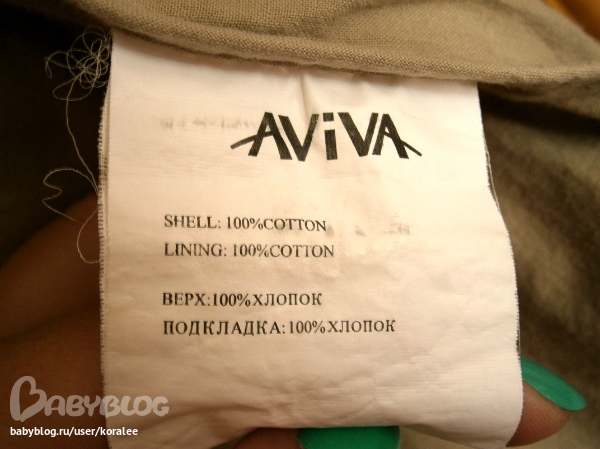 AViVA
SHELL: 100%COTTON
LINING: 100%COTTON
ВЕРХ:100%ХЛОПОК
ПОДКЛАДКА:100%ХЛОПОК
BABYBLOG
babyblog.ru/user/koralee